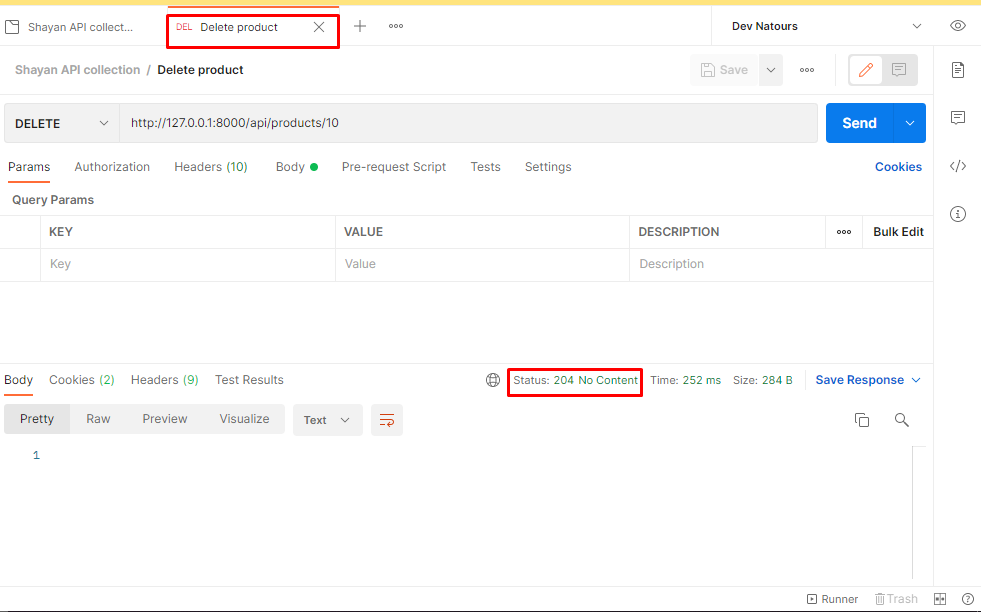 Shayan API collect... DEL Delete product Dev Natours
Shayan API collection / Delete product Save
DELETE http://127.0.0.1:8000/api/products/10 Send
Params Authorization Headers (10) Body Pre-request Script Tests Settings Cookies
Query Params
KEY VALUE DESCRIPTION Bulk Edit
Key Value Description
Body Cookies (2) Headers (9) Test Results Status: 204 No Content Time: 252 ms Size: 284 B Save Response
Pretty Raw Preview Visualize Text
1
Runner Trash